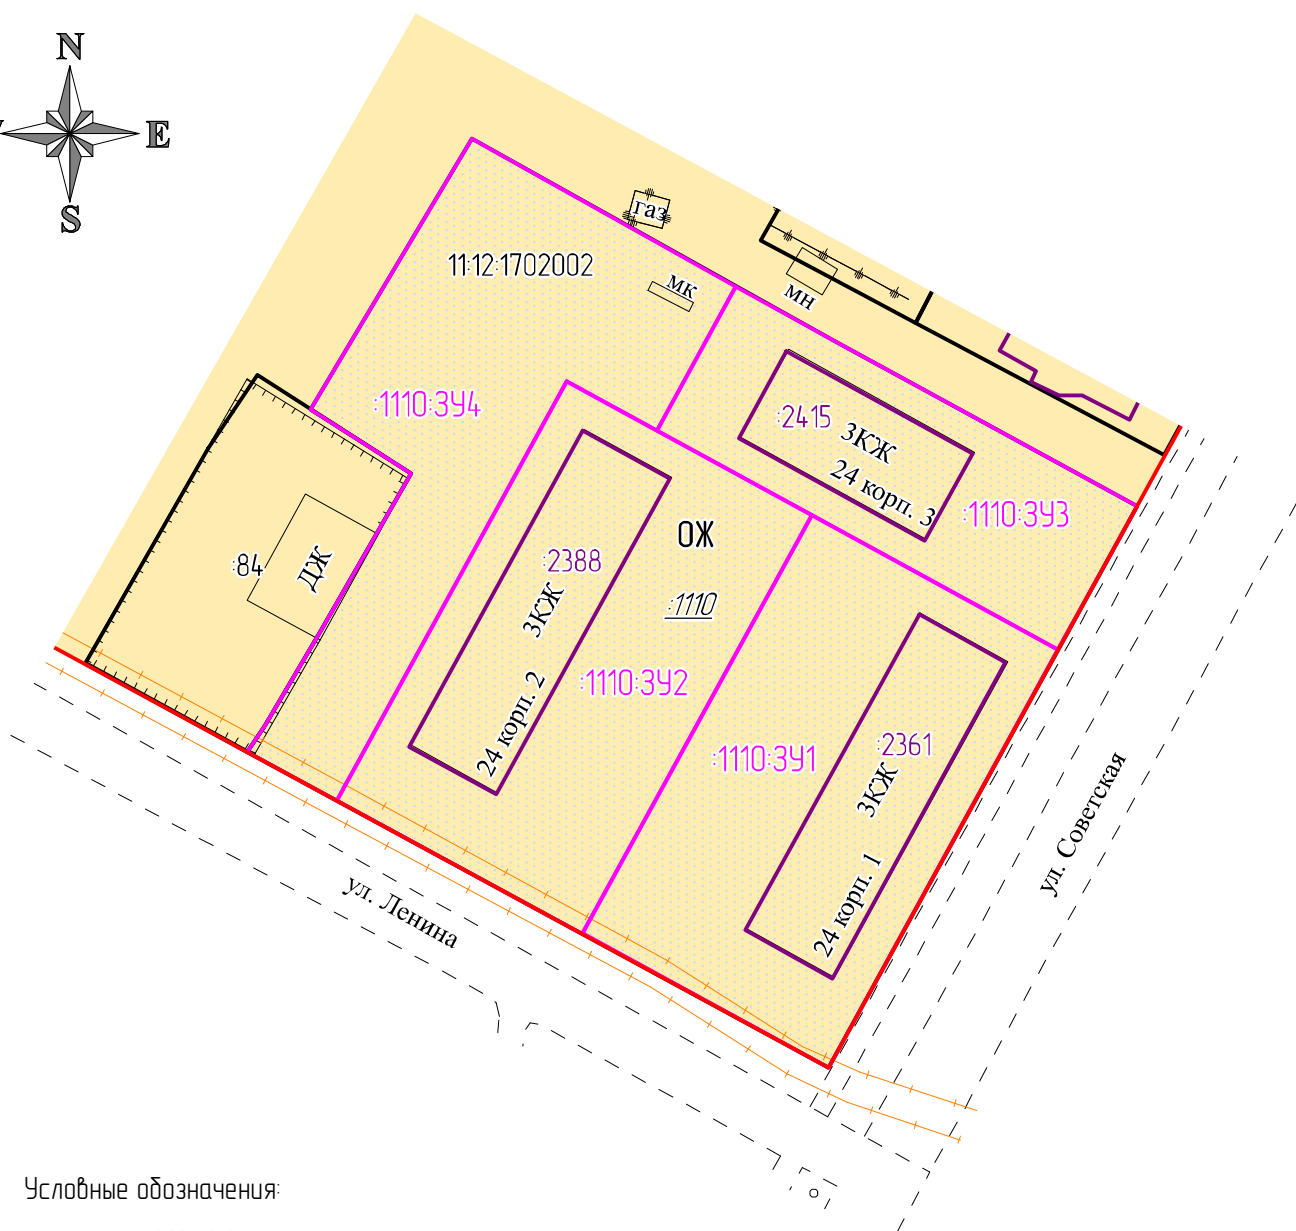 N
E
S
газ
11:12:1702002
мк
мн
:1110:ЗУ4
:2415
3КЖ
24 корп. 3
:1110:ЗУ3
ОЖ
:84
ДЖ
:2388
3КЖ
:1110
24 корп. 2
:1110:ЗУ2
:1110:ЗУ1
:2361
3КЖ
24 корп. 1
ул. Советская
ул. Ленина
Условные обозначения: